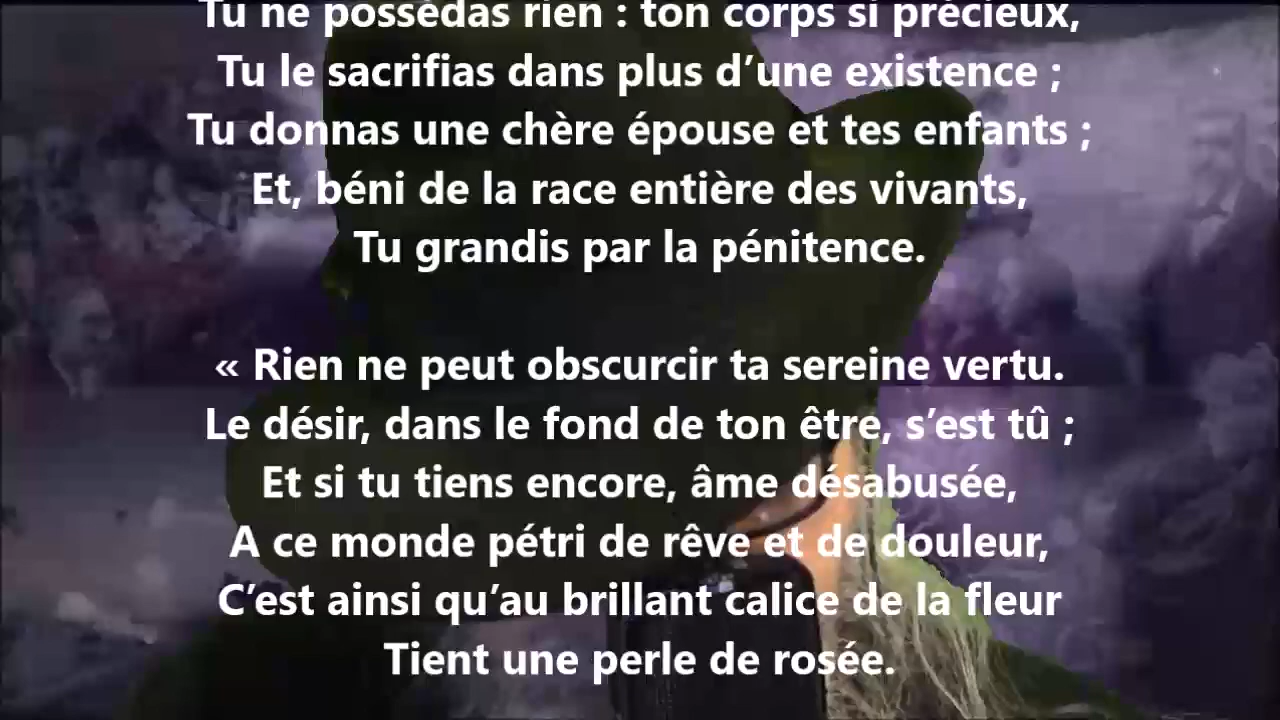 Tu ne possédas rien : ton corps si précieux,
Tu le sacrifias dans plus d’une existence ;
Tu donnas une chère épouse et tes enfants ;
Et, béni de la race entière des vivants,
Tu grandis par la pénitence.
« Rien ne peut obscurcir ta sereine vertu.
Le désir, dans le fond de ton être, s’est tû ;
Et si tu tiens encore, âme désabusée,
A ce monde pétri de rêve et de douleur,
C’est ainsi qu’au brillant calice de la fleur
Tient une perle de rosée.